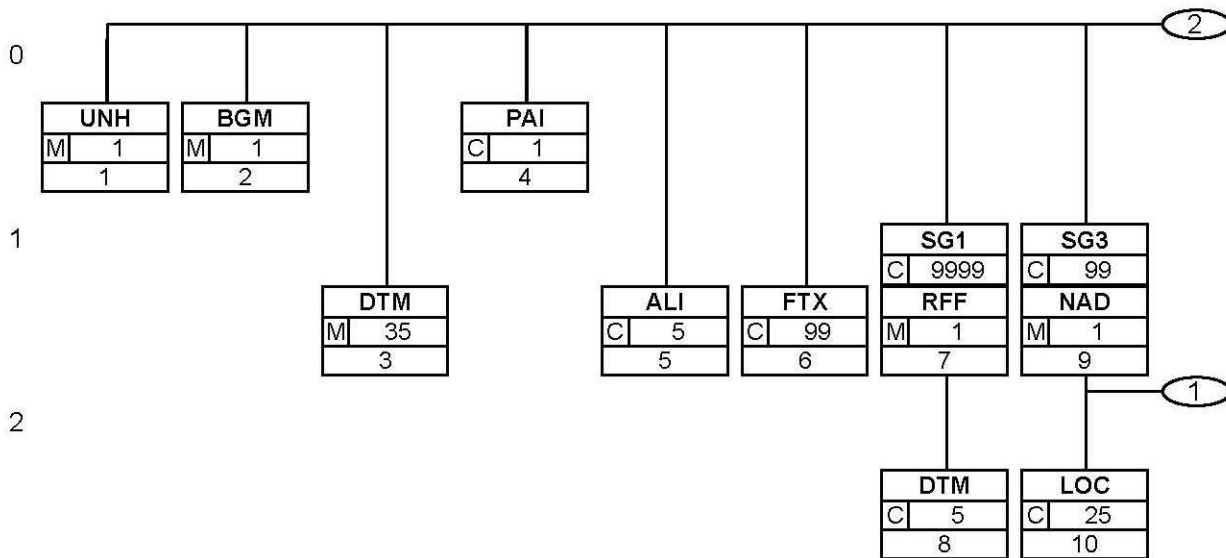 2
0
UNH BGM PAI
M 1 M 1 C 1
1 2 4
1
SG1 SG3
C 9999 C 99
DTM ALI FTX RFF NAD
M 35 C 5 C 99 M 1 M 1
3 5 6 7 9
1
2
DTM LOC
C 5 C 25
8 10